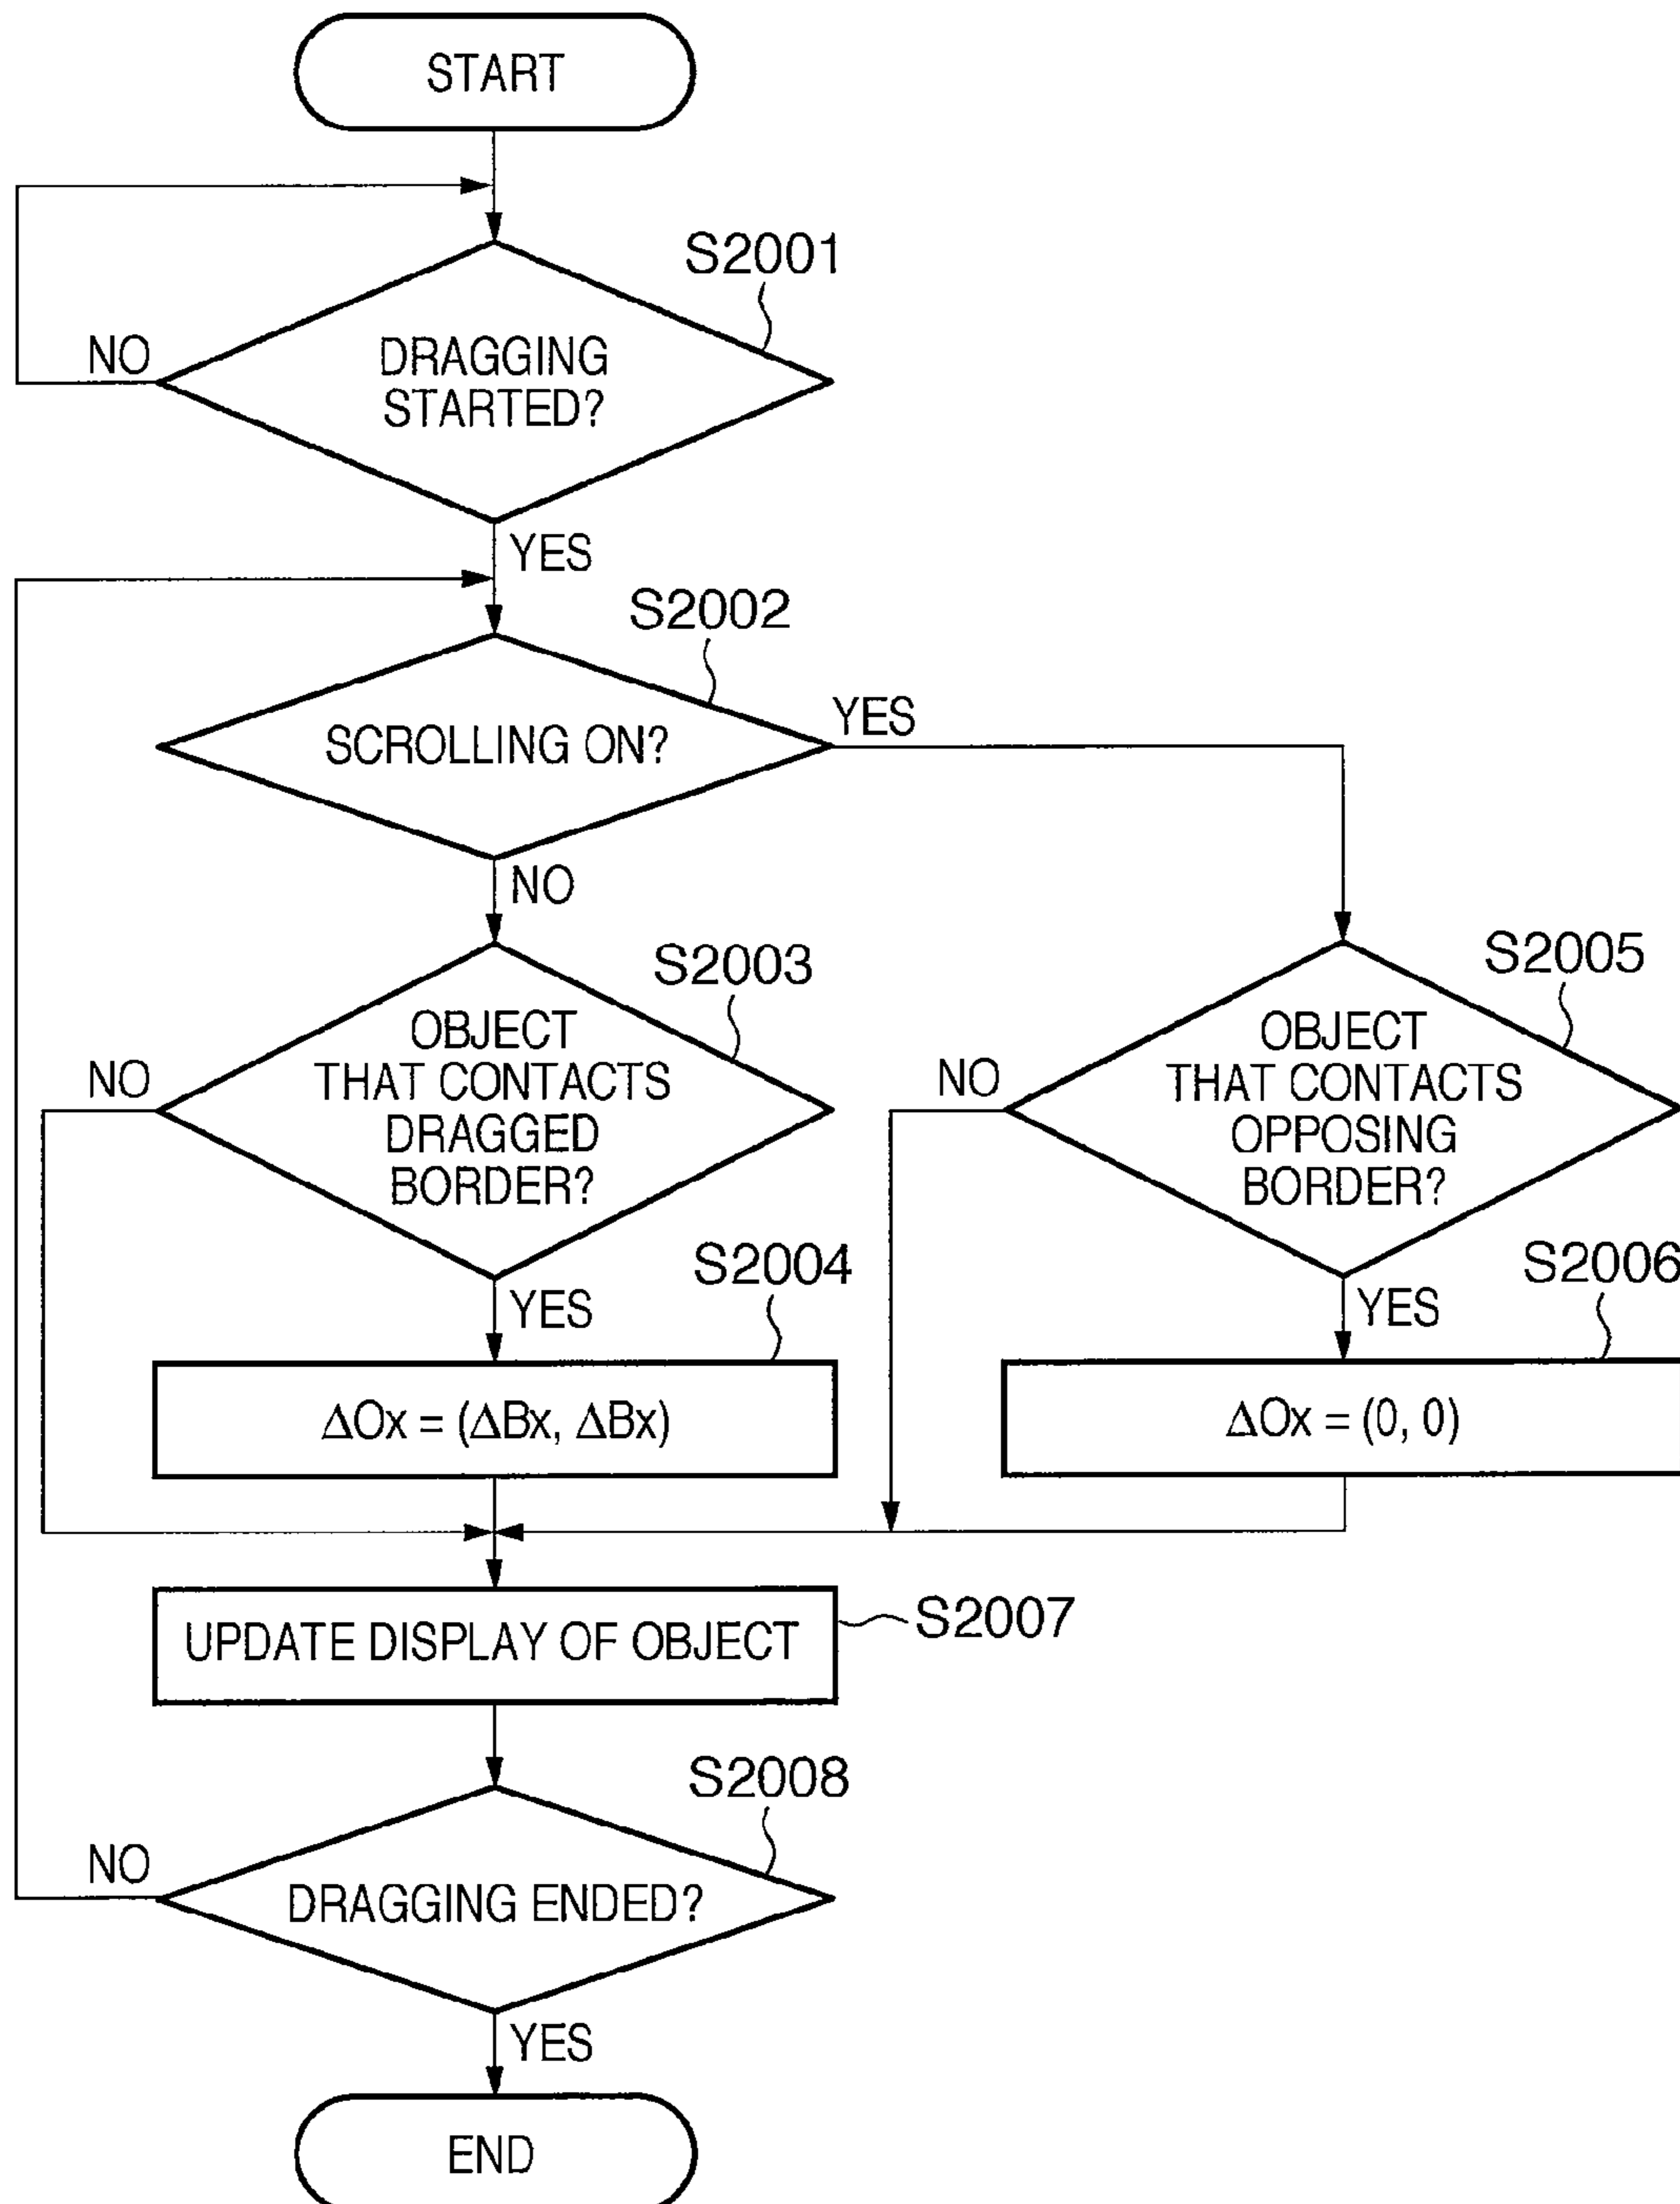 START
S2001
NO
DRAGGING
STARTED?
YES
S2002
YES
SCROLLING ON?
NO
S2003
S2005
OBJECT
THAT CONTACTS
DRAGGED
BORDER?
NO
OBJECT
THAT CONTACTS
OPPOSING
BORDER?
NO
S2004
S2006
YES
YES
ΔOx = (ΔBx, ΔBx)
ΔOx = (0, 0)
UPDATE DISPLAY OF OBJECT
S2007
S2008
NO
DRAGGING ENDED?
YES
END